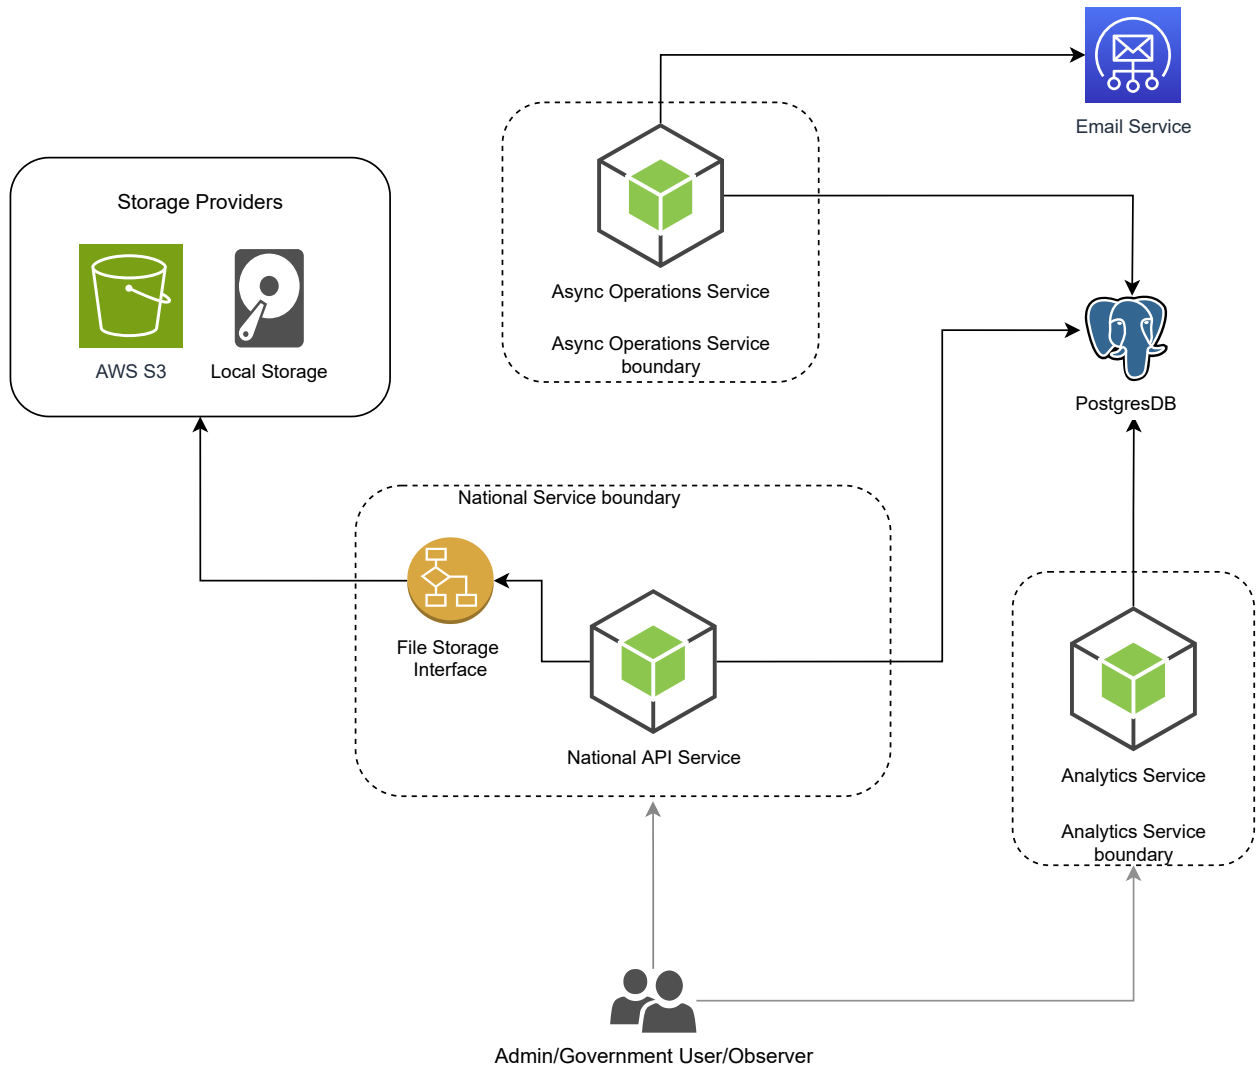 Email Service
Storage Providers
AWS S3
Local Storage
Async Operations Service
Async Operations Service
boundary
PostgresDB
National Service boundary
File Storage
Interface
National API Service
Analytics Service
Analytics Service
boundary
Admin/Government User/Observer